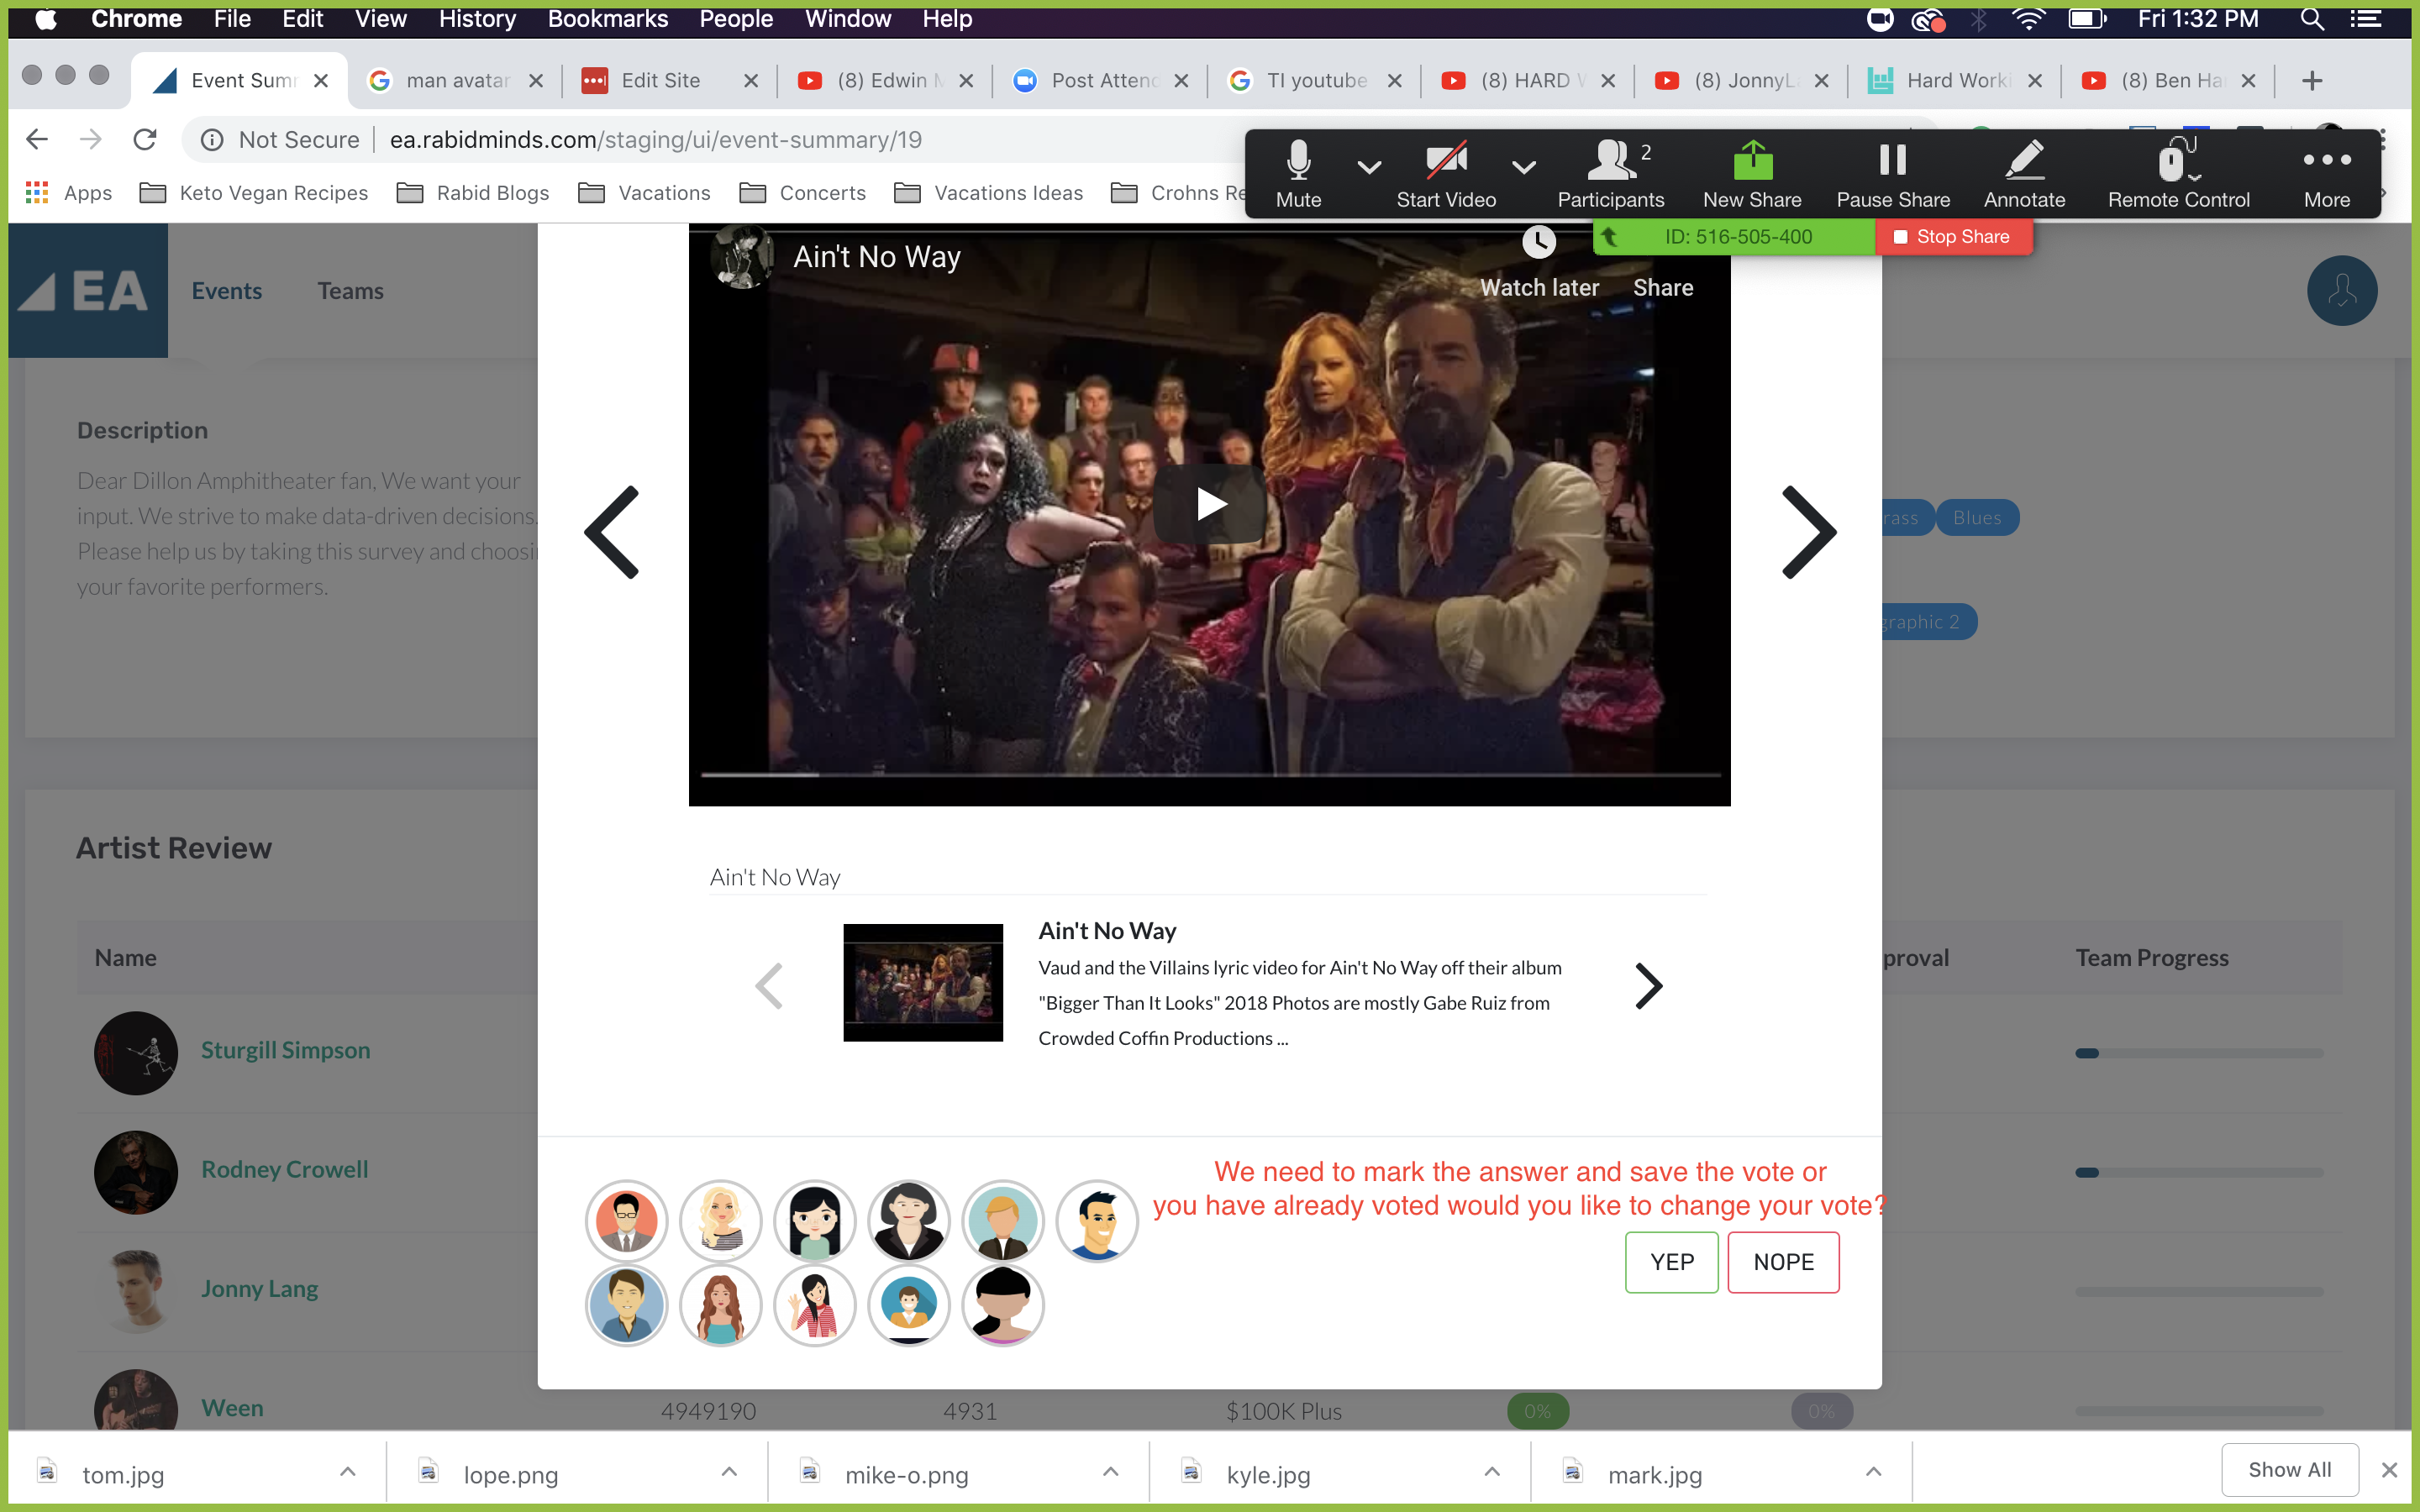 Chrome File Edit View History Bookmarks People Window Help
Fri 1:32 PM
Event Sum
man avatar
Edit Site
(8) Edwin
Post Attend
TI youtube
(8) HARD
(8) JonnyL
Hard Worki
(8) Ben Ha
Not Secure ea.rabidminds.com/staging/ui/event-summary/19
Apps Keto Vegan Recipes Rabid Blogs Vacations Concerts Vacations Ideas Crohns Re
2
Mute Start Video Participants New Share Pause Share Annotate Remote Control More
ID: 516-505-400 Stop Share
EA Events Teams
Ain't No Way
Watch later Share
Description
Dear Dillon Amphitheater fan, We want your
input. We strive to make data-driven decisions.
Please help us by taking this survey and choosi
your favorite performers.
rass Blues
graphic 2
Artist Review
Ain't No Way
Name
proval Team Progress
Ain't No Way
Vaud and the Villains lyric video for Ain't No Way off their album
"Bigger Than It Looks" 2018 Photos are mostly Gabe Ruiz from
Crowded Coffin Productions ...
Sturgill Simpson
Rodney Crowell
Jonny Lang
We need to mark the answer and save the vote or
you have already voted would you like to change your vote?
YEP NOPE
Ween 4949190 4931 $100K Plus 0% 0%
tom.jpg lope.png mike-o.png kyle.jpg mark.jpg Show All